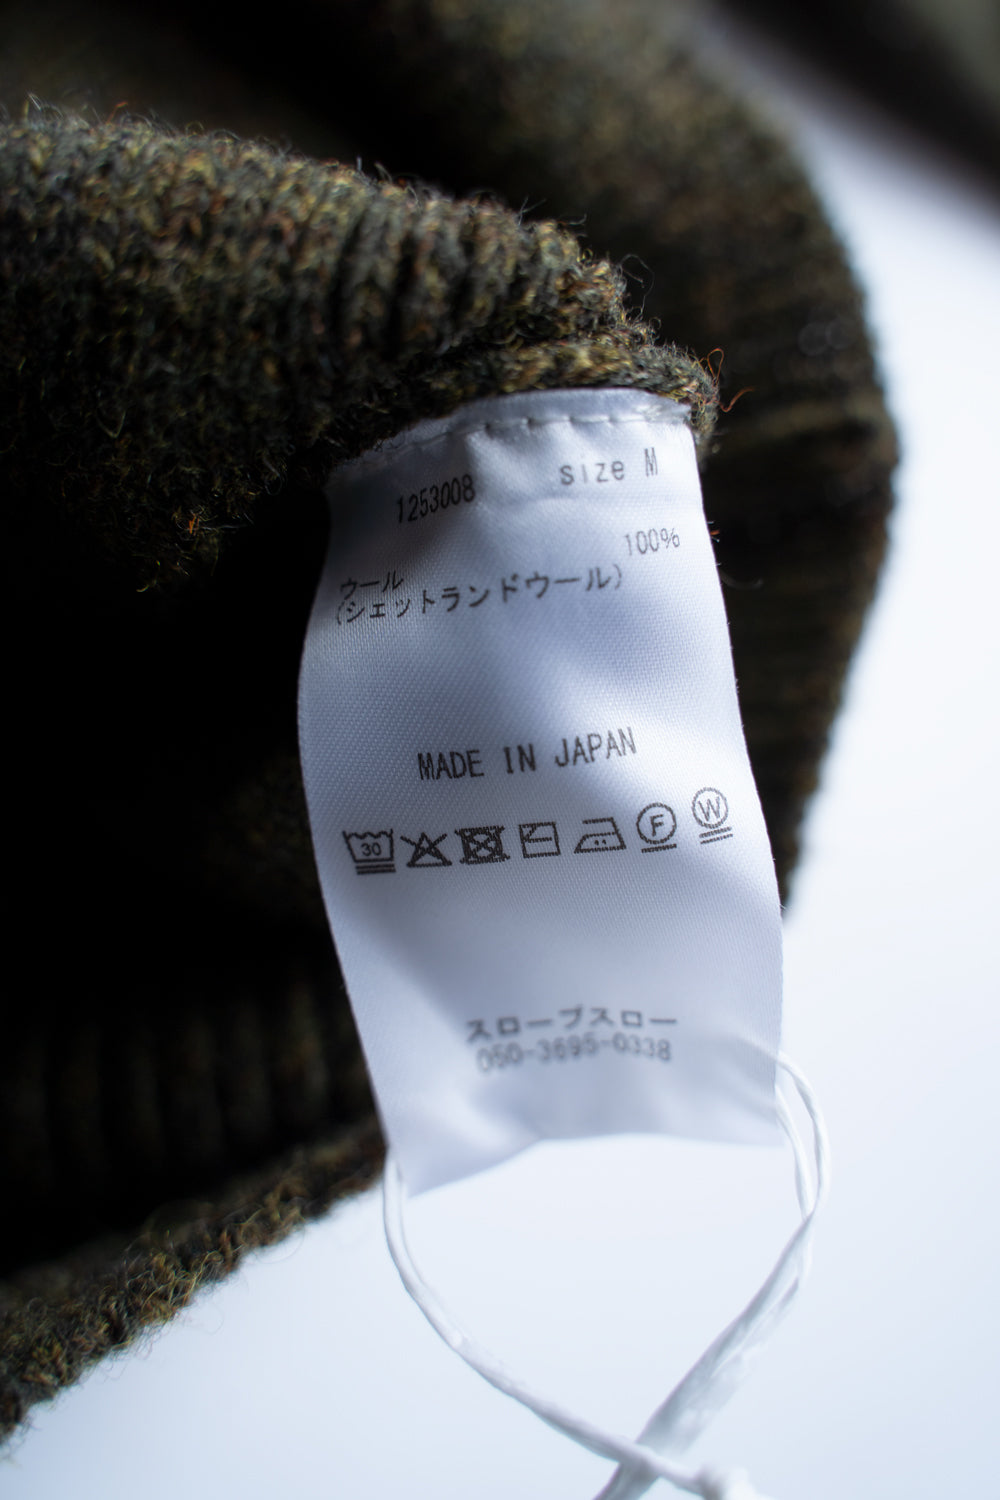 1253008 size M
ウール 100%
(シェットランドウール)
MADE IN JAPAN
30 F W
スロープスロー
050-3695-0338